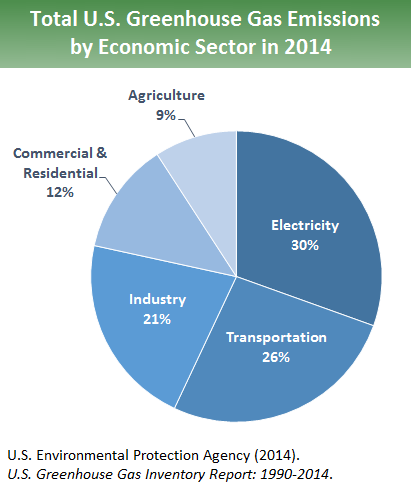 Total U.S. Greenhouse Gas Emissions
by Economic Sector in 2014
Agriculture
9%
Commercial &
Residential
12%
Electricity
30%
Industry
21%
Transportation
26%
U.S. Environmental Protection Agency (2014).
U.S. Greenhouse Gas Inventory Report: 1990-2014.